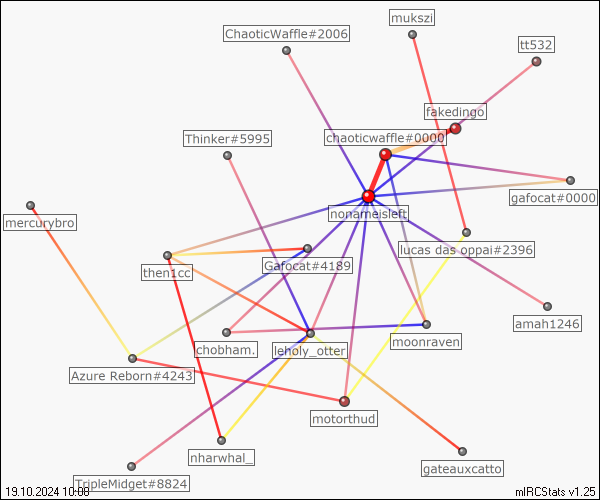 mukszi
ChaoticWaffle#2006
tt532
fakedingo
chaoticwaffle#0000
Thinker#5995
gafocat#0000
nonameisleft
mercurybro
lucas das oppai#2396
Gafocat#4189
then1cc
amah1246
moonraven
chobham.
leholy_otter
Azure Reborn#4243
motorthud
nharwhal_
gateauxcatto
TripleMidget#8824
19.10.2024 10:08
mIRCStats v1.25